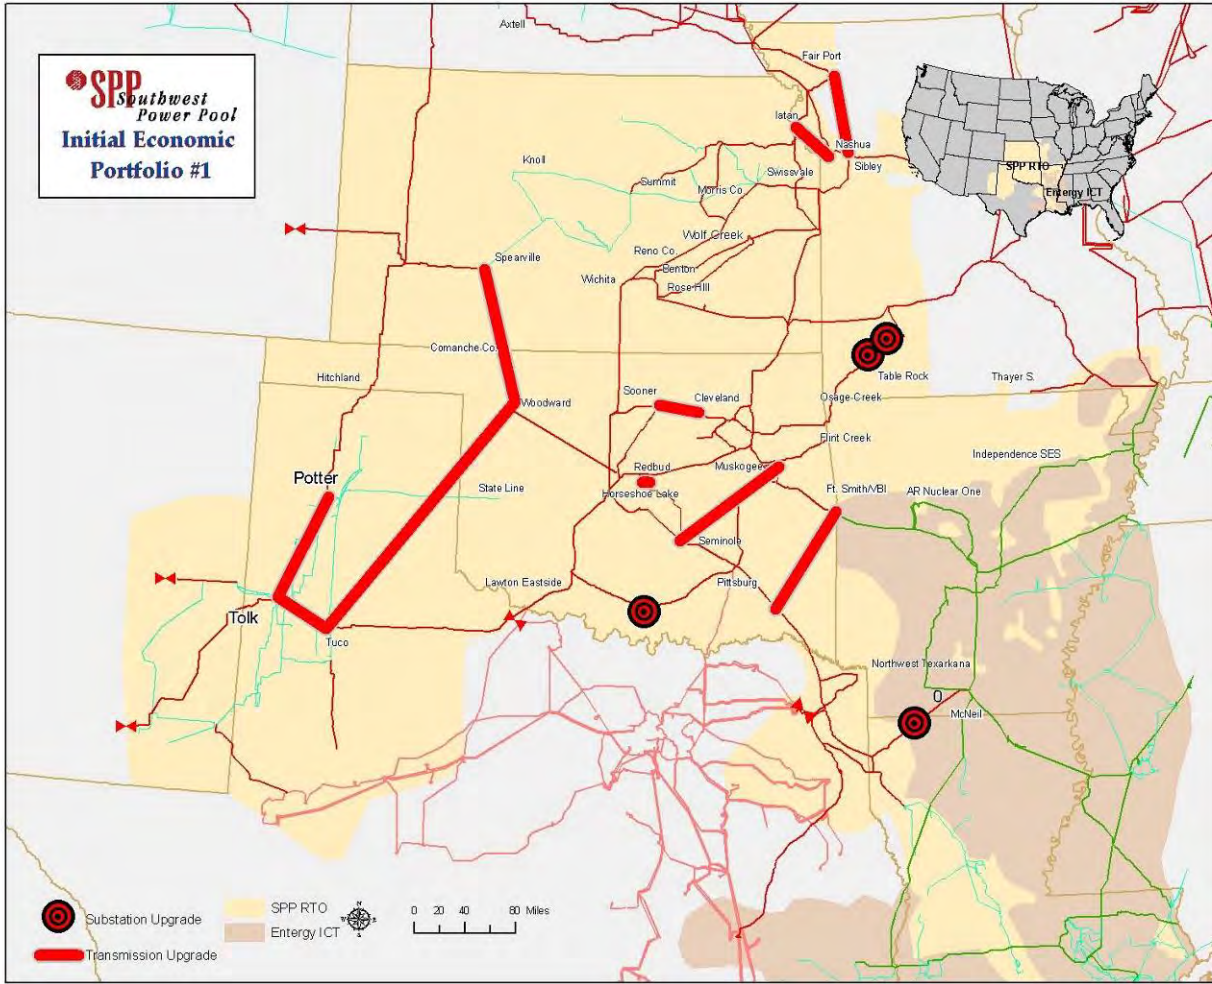 Axtell
Fair Port
SPP
Southwest
Power Pool
Initial Economic
Portfolio #1
Iatan
Nashua
Knoll
Swissvale
Sibley
SPP RTO
Summit
Morris Co.
Entergy ICT
Wolf Creek
Reno Co.
Spearville
Benton
Wichita
Rose Hill
Comanche Co.
Hitchland
Table Rock
Thayer S.
Sooner
Cleveland
Osage Creek
Woodward
Flint Creek
Independence SES
Redbud
Muskogee
Potter
State Line
Ft. Smith/VBI
AR Nuclear One
Horseshoe Lake
Seminole
Lawton Eastside
Pittsburg
Tolk
Tuco
Northwest Texarkana
0
McNeil
Substation Upgrade
Transmission Upgrade
SPP RTO
Entergy ICT
N
W
E
S
0 20 40 80 Miles